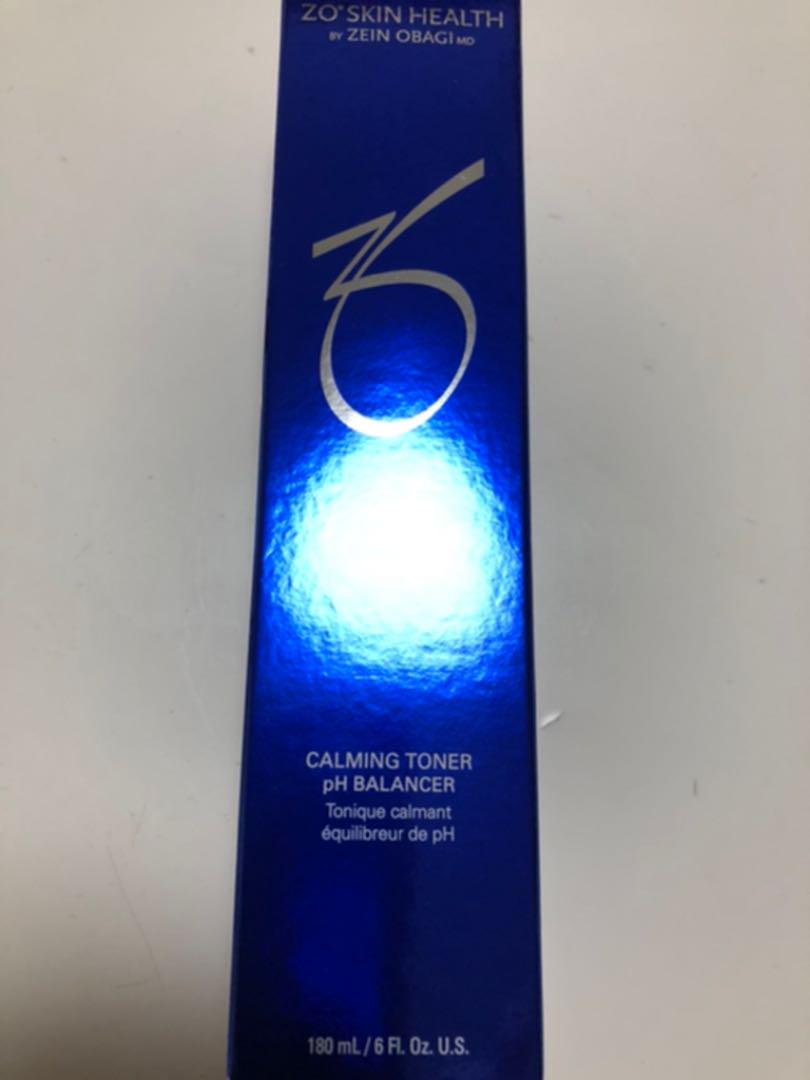 ZO® SKIN HEALTH
BY ZEIN OBAGI MD
ZO
CALMING TONER
pH BALANCER
Tonique calmant
équilibreur de pH
180 mL / 6 Fl. Oz. U.S.